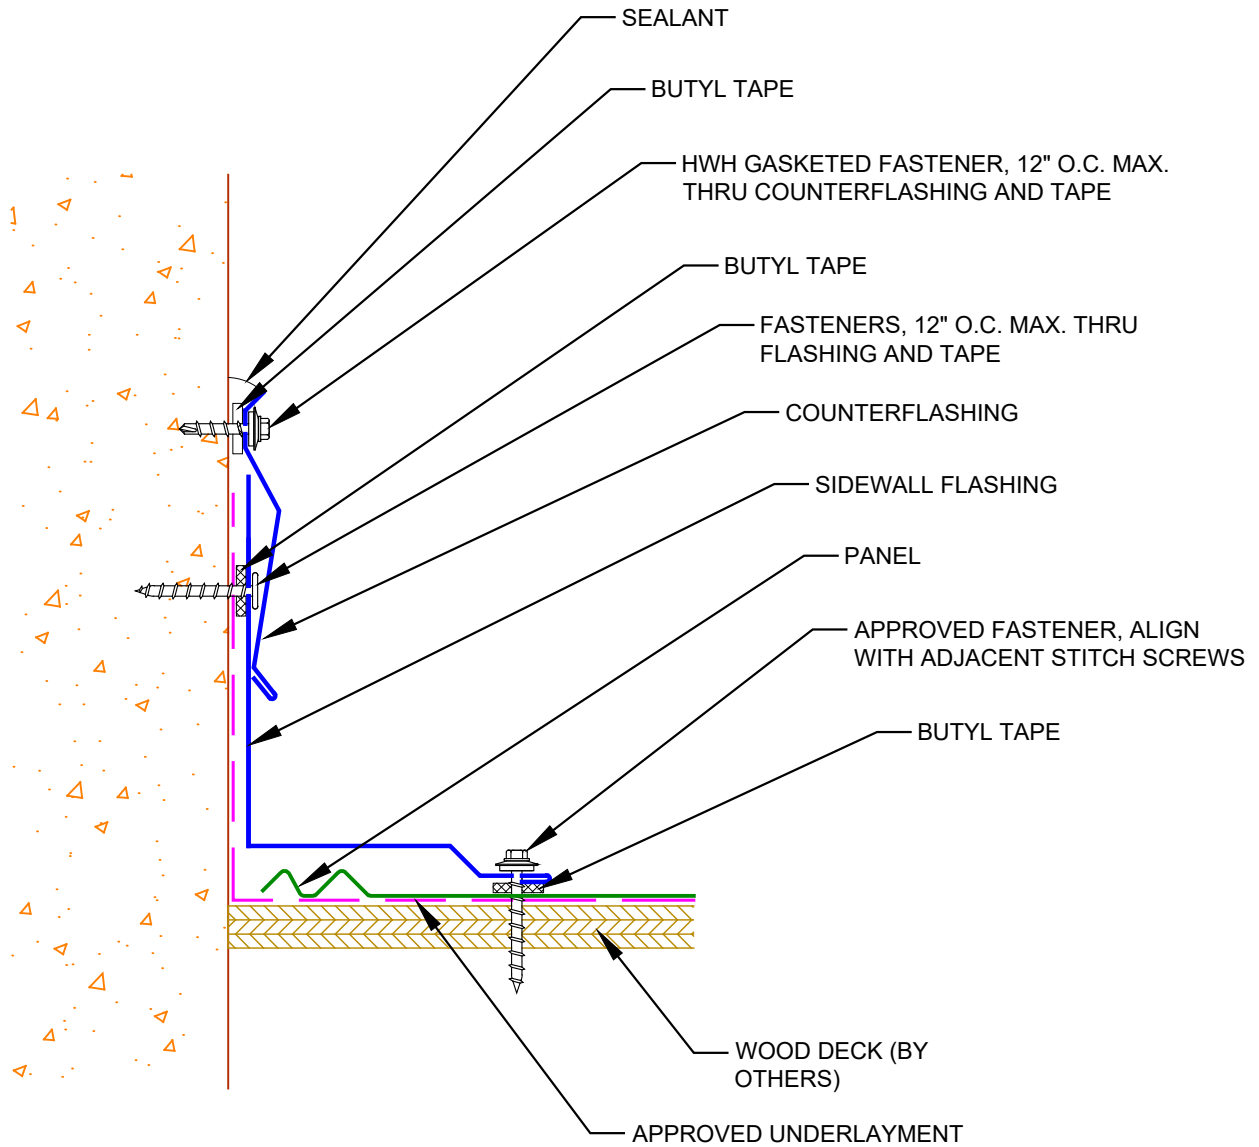 SEALANT
BUTYL TAPE
HWH GASKETED FASTENER, 12" O.C. MAX.
THRU COUNTERFLASHING AND TAPE
BUTYL TAPE
FASTENERS, 12" O.C. MAX. THRU
FLASHING AND TAPE
COUNTERFLASHING
SIDEWALL FLASHING
PANEL
APPROVED FASTENER, ALIGN
WITH ADJACENT STITCH SCREWS
BUTYL TAPE
WOOD DECK (BY
OTHERS)
APPROVED UNDERLAYMENT